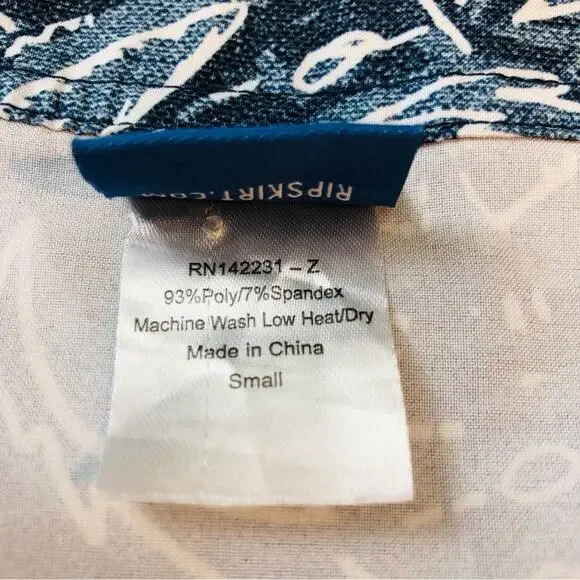 RIPSKIRT.COM
RN142231 – Z
93%Poly/7%Spandex
Machine Wash Low Heat/Dry
Made in China
Small